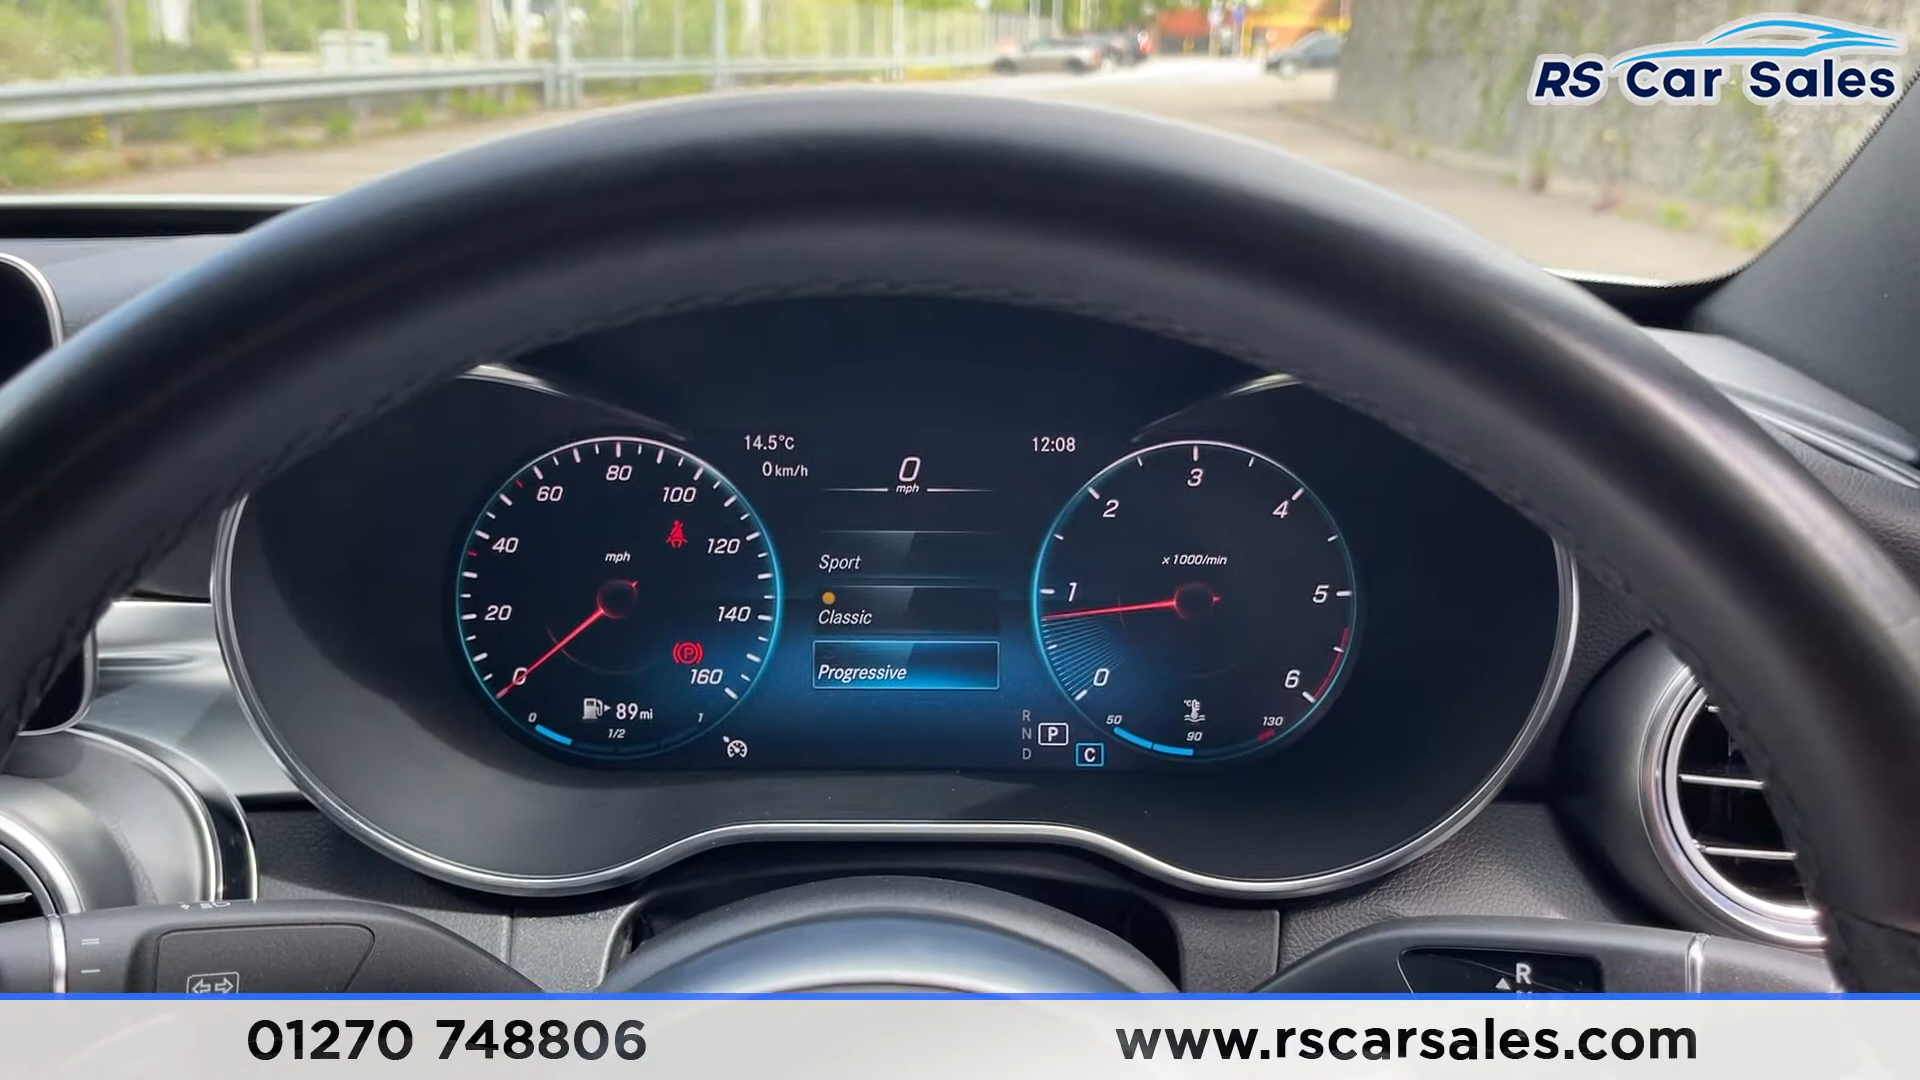 RS Car Sales
14.5°C
0 km/h
0
mph
12:08
80
60
100
40
120
mph
20
140
0
160
89 mi
0
1/2
1
Sport
Classic
Progressive
3
2
4
x 1000/min
1
5
0
6
R
N
D
P
C
50
°C
90
130
R
01270 748806
www.rscarsales.com